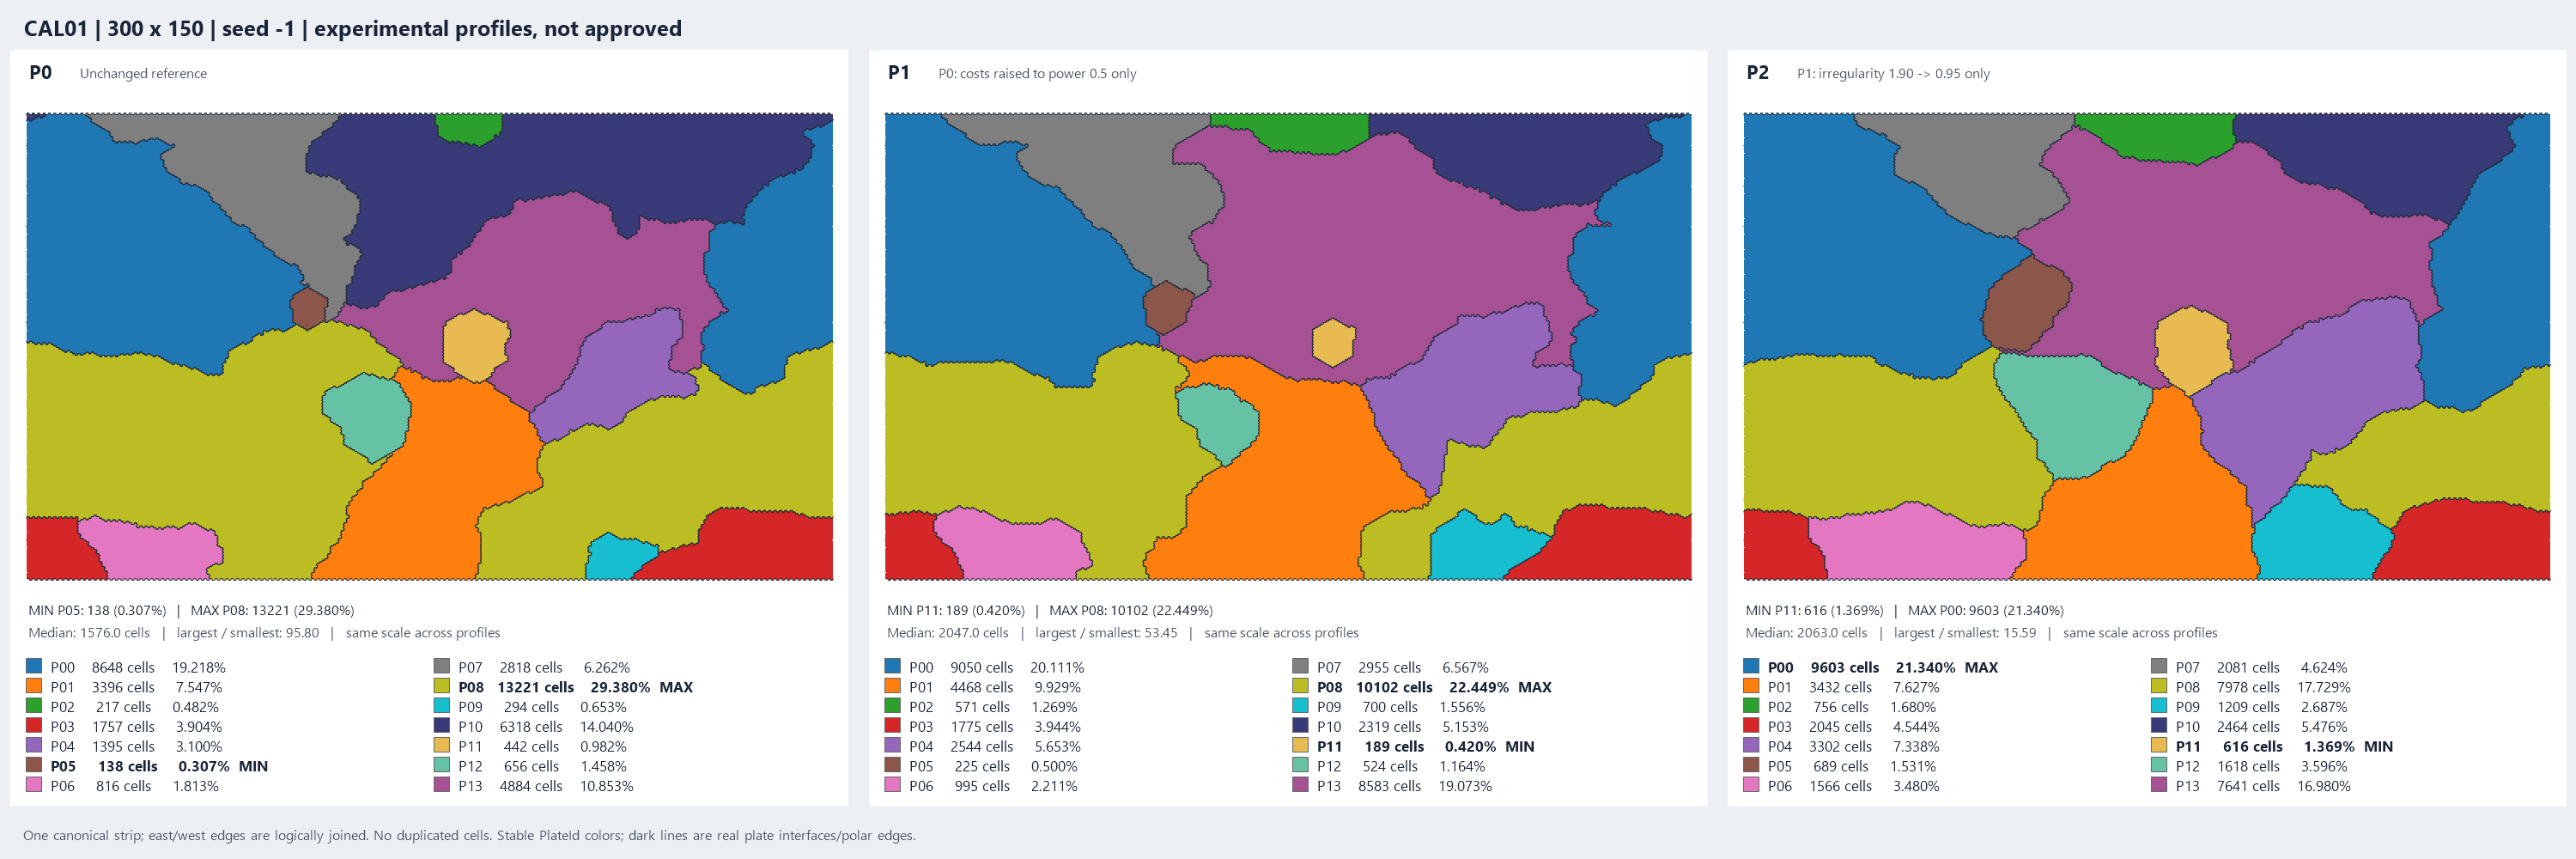 CAL01 | 300 x 150 | seed -1 | experimental profiles, not approved
P0 Unchanged reference
MIN P05: 138 (0.307%) | MAX P08: 13221 (29.380%)
Median: 1576.0 cells | largest / smallest: 95.80 | same scale across profiles
P00 8648 cells 19.218%
P01 3396 cells 7.547%
P02 217 cells 0.482%
P03 1757 cells 3.904%
P04 1395 cells 3.100%
P05 138 cells 0.307% MIN
P06 816 cells 1.813%
P07 2818 cells 6.262%
P08 13221 cells 29.380% MAX
P09 294 cells 0.653%
P10 6318 cells 14.040%
P11 442 cells 0.982%
P12 656 cells 1.458%
P13 4884 cells 10.853%
P1 P0: costs raised to power 0.5 only
MIN P11: 189 (0.420%) | MAX P08: 10102 (22.449%)
Median: 2047.0 cells | largest / smallest: 53.45 | same scale across profiles
P00 9050 cells 20.111%
P01 4468 cells 9.929%
P02 571 cells 1.269%
P03 1775 cells 3.944%
P04 2544 cells 5.653%
P05 225 cells 0.500%
P06 995 cells 2.211%
P07 2955 cells 6.567%
P08 10102 cells 22.449% MAX
P09 700 cells 1.556%
P10 2319 cells 5.153%
P11 189 cells 0.420% MIN
P12 524 cells 1.164%
P13 8583 cells 19.073%
P2 P1: irregularity 1.90 -> 0.95 only
MIN P11: 616 (1.369%) | MAX P00: 9603 (21.340%)
Median: 2063.0 cells | largest / smallest: 15.59 | same scale across profiles
P00 9603 cells 21.340% MAX
P01 3432 cells 7.627%
P02 756 cells 1.680%
P03 2045 cells 4.544%
P04 3302 cells 7.338%
P05 689 cells 1.531%
P06 1566 cells 3.480%
P07 2081 cells 4.624%
P08 7978 cells 17.729%
P09 1209 cells 2.687%
P10 2464 cells 5.476%
P11 616 cells 1.369% MIN
P12 1618 cells 3.596%
P13 7641 cells 16.980%
One canonical strip; east/west edges are logically joined. No duplicated cells. Stable PlateId colors; dark lines are real plate interfaces/polar edges.